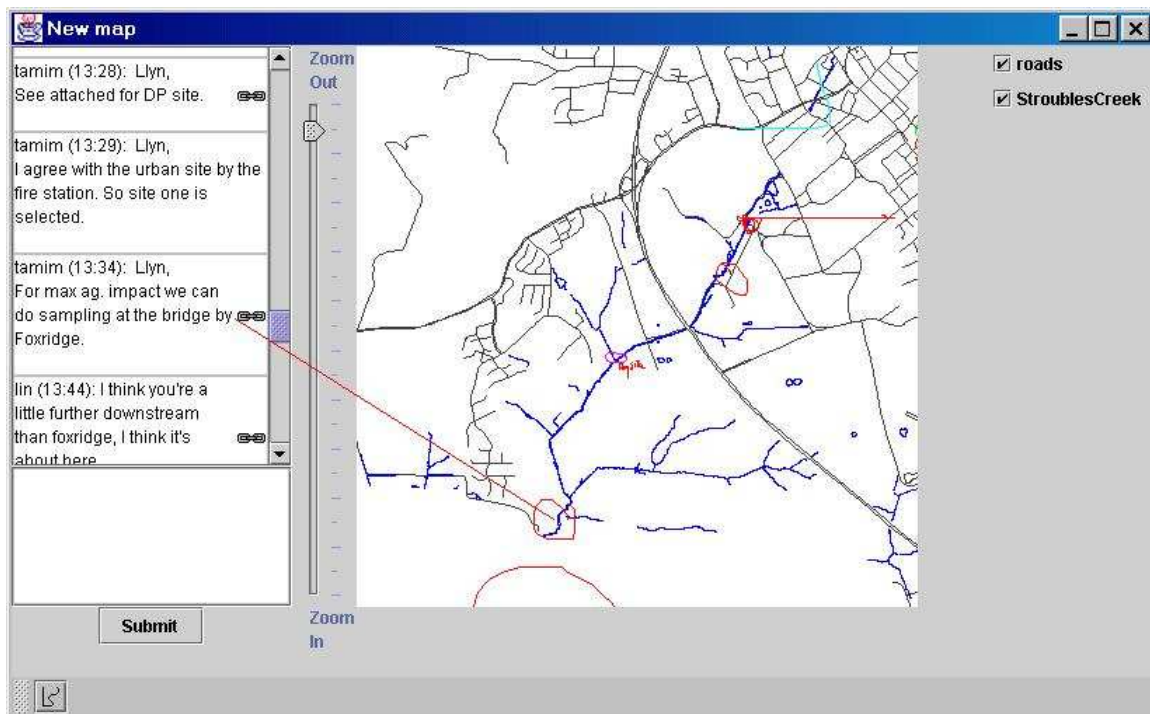 New map
tamim (13:28): Llyn,
See attached for DP site.
tamim (13:29): Llyn,
I agree with the urban site by the
fire station. So site one is
selected.
tamim (13:34): Llyn,
For max ag. impact we can
do sampling at the bridge by
Foxridge.
lin (13:44): I think you're a
little further downstream
than foxridge, I think it's
about here
Submit
Zoom
Out
Zoom
In
roads
StroublesCreek